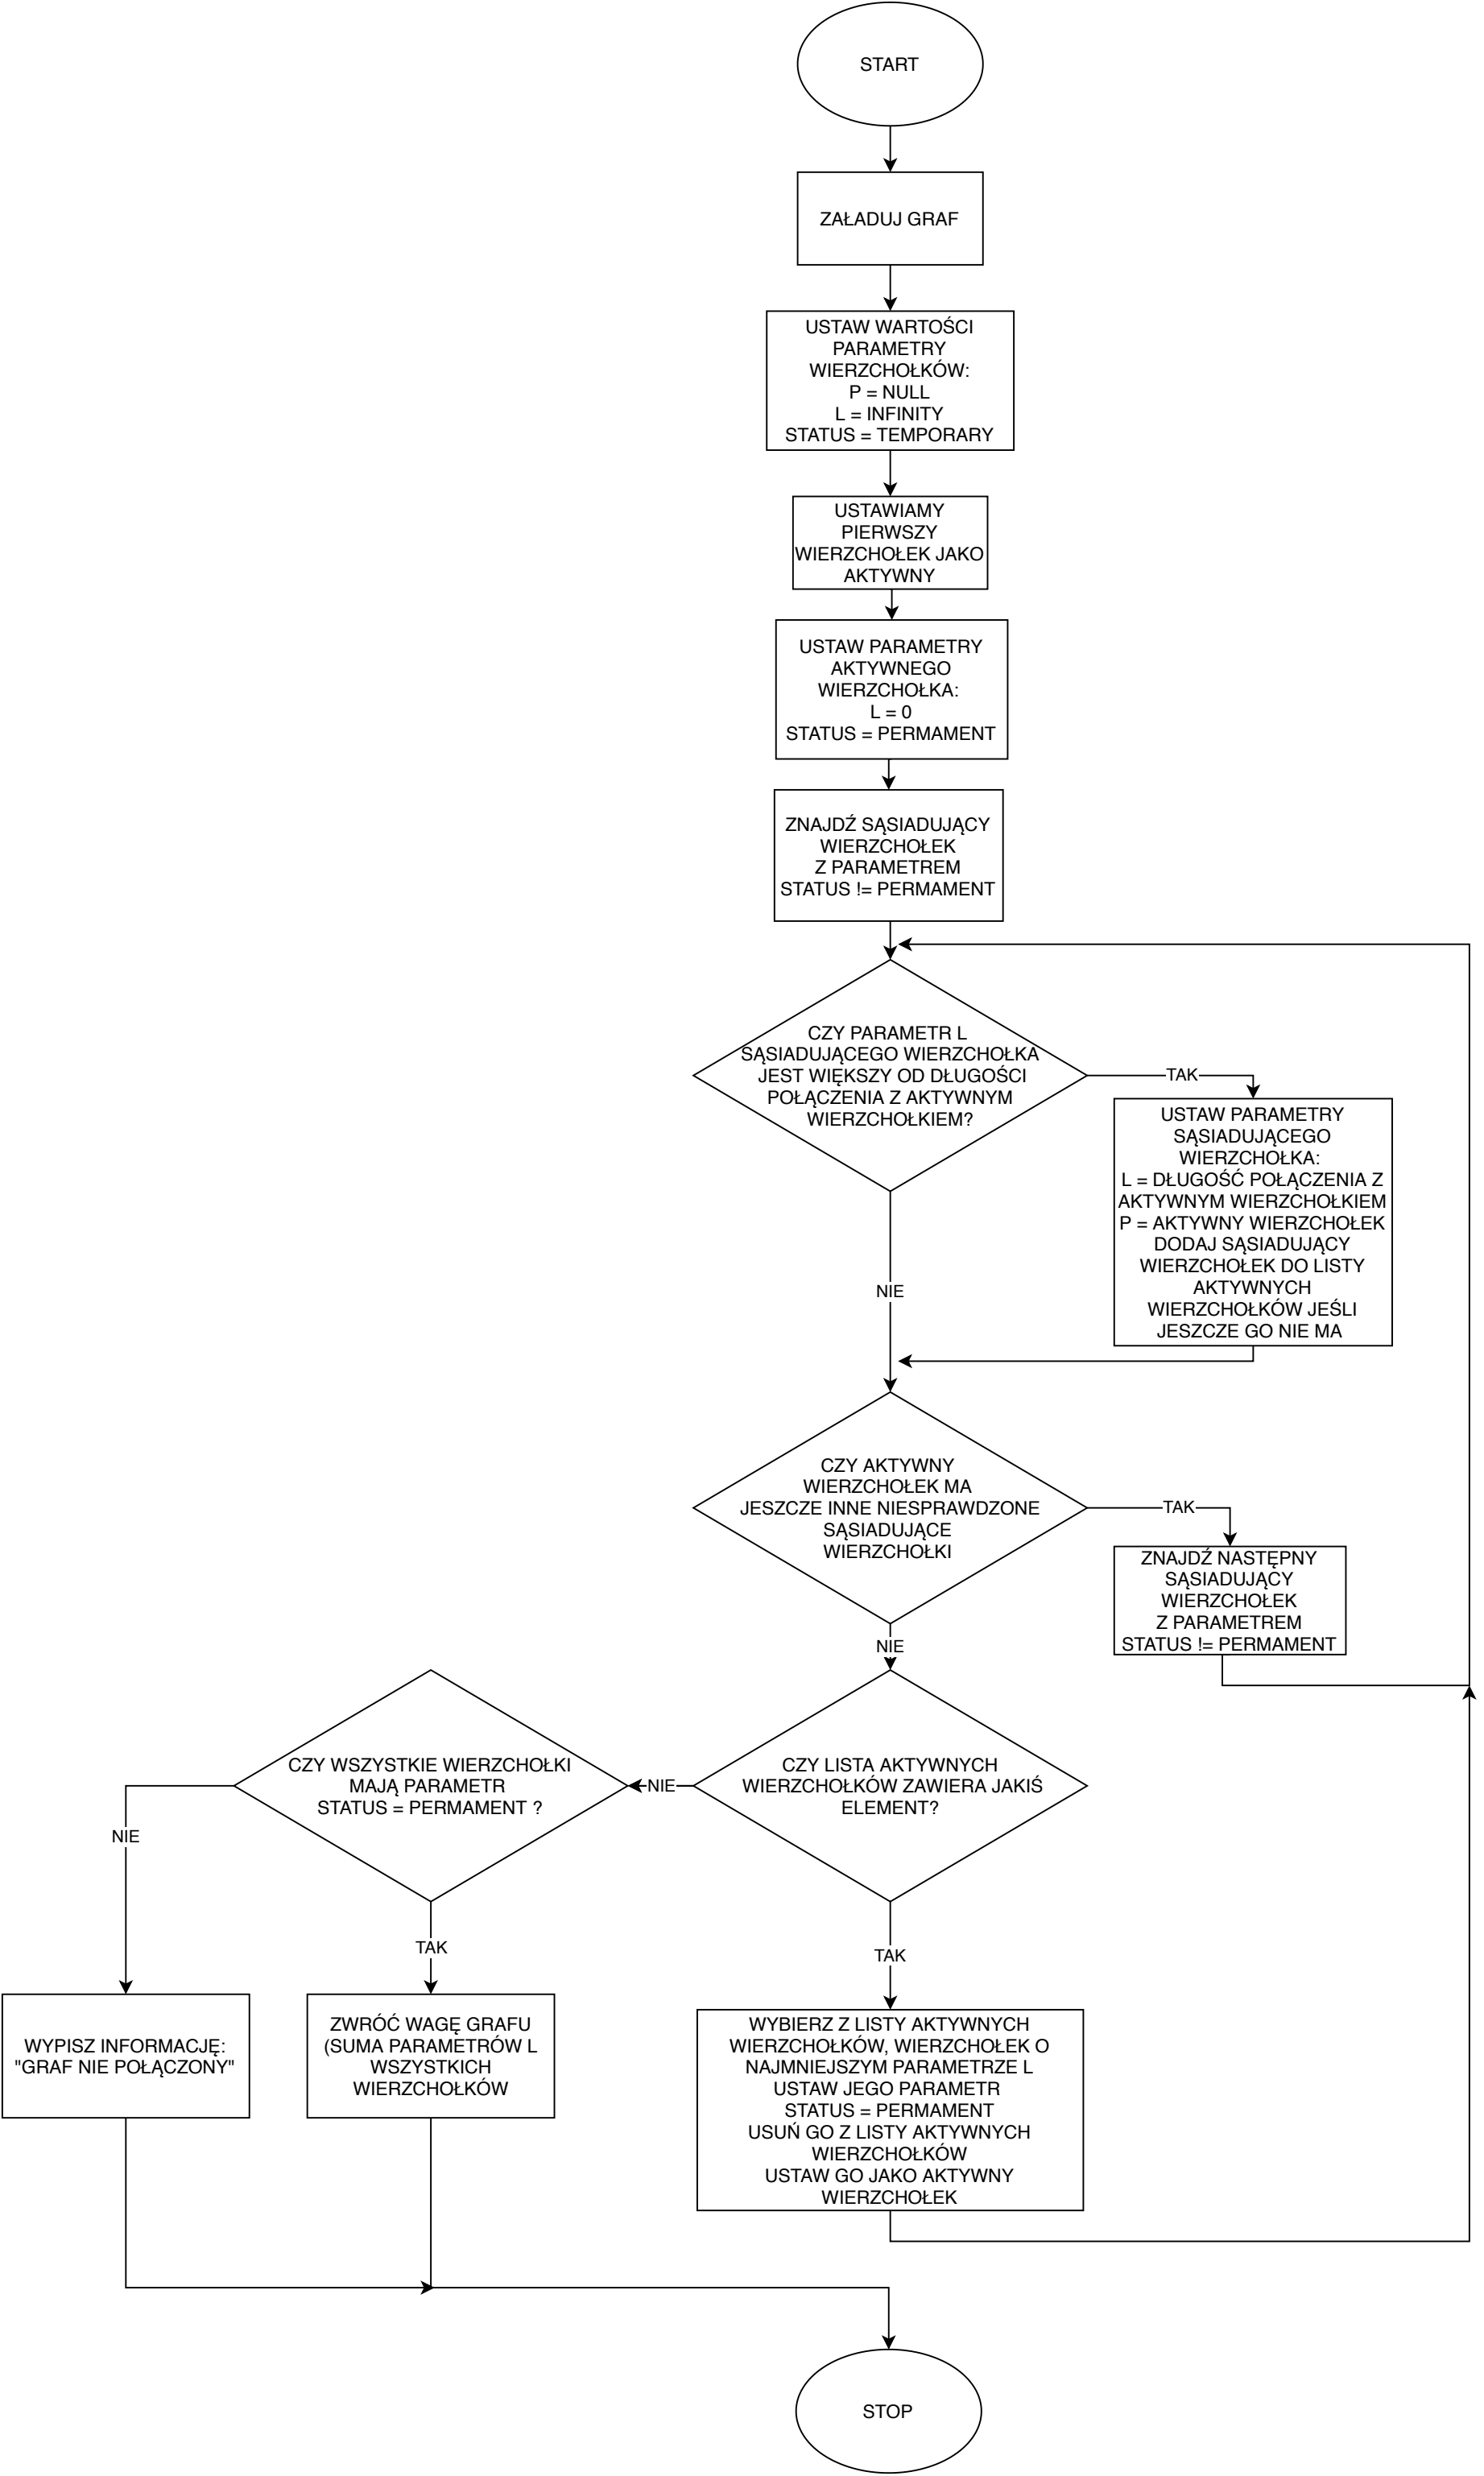 START
ZAŁADUJ GRAF
USTAW WARTOŚCI
PARAMETRY
WIERZCHOŁKÓW:
P = NULL
L = INFINITY
STATUS = TEMPORARY
USTAWIAMY
PIERWSZY
WIERZCHOŁEK JAKO
AKTYWNY
USTAW PARAMETRY
AKTYWNEGO
WIERZCHOŁKA:
L = 0
STATUS = PERMAMENT
ZNAJDŹ SĄSIADUJĄCY
WIERZCHOŁEK
Z PARAMETREM
STATUS != PERMAMENT
CZY PARAMETR L
SĄSIADUJĄCEGO WIERZCHOŁKA
JEST WIĘKSZY OD DŁUGOŚCI
POŁĄCZENIA Z AKTYWNYM
WIERZCHOŁKIEM?
TAK
USTAW PARAMETRY
SĄSIADUJĄCEGO
WIERZCHOŁKA:
L = DŁUGOŚĆ POŁĄCZENIA Z
AKTYWNYM WIERZCHOŁKIEM
P = AKTYWNY WIERZCHOŁEK
DODAJ SĄSIADUJĄCY
WIERZCHOŁEK DO LISTY
AKTYWNYCH
WIERZCHOŁKÓW JEŚLI
JESZCZE GO NIE MA
NIE
CZY AKTYWNY
WIERZCHOŁEK MA
JESZCZE INNE NIESPRAWDZONE
SĄSIADUJĄCE
WIERZCHOŁKI
TAK
ZNAJDŹ NASTĘPNY
SĄSIADUJĄCY
WIERZCHOŁEK
Z PARAMETREM
STATUS != PERMAMENT
NIE
CZY LISTA AKTYWNYCH
WIERZCHOŁKÓW ZAWIERA JAKIŚ
ELEMENT?
NIE
CZY WSZYSTKIE WIERZCHOŁKI
MAJĄ PARAMETR
STATUS = PERMAMENT ?
NIE
TAK
TAK
WYPISZ INFORMACJĘ:
"GRAF NIE POŁĄCZONY"
ZWRÓĆ WAGĘ GRAFU
(SUMA PARAMETRÓW L
WSZYSTKICH
WIERZCHOŁKÓW
WYBIERZ Z LISTY AKTYWNYCH
WIERZCHOŁKÓW, WIERZCHOŁEK O
NAJMNIEJSZYM PARAMETRZE L
USTAW JEGO PARAMETR
STATUS = PERMAMENT
USUŃ GO Z LISTY AKTYWNYCH
WIERZCHOŁKÓW
USTAW GO JAKO AKTYWNY
WIERZCHOŁEK
STOP